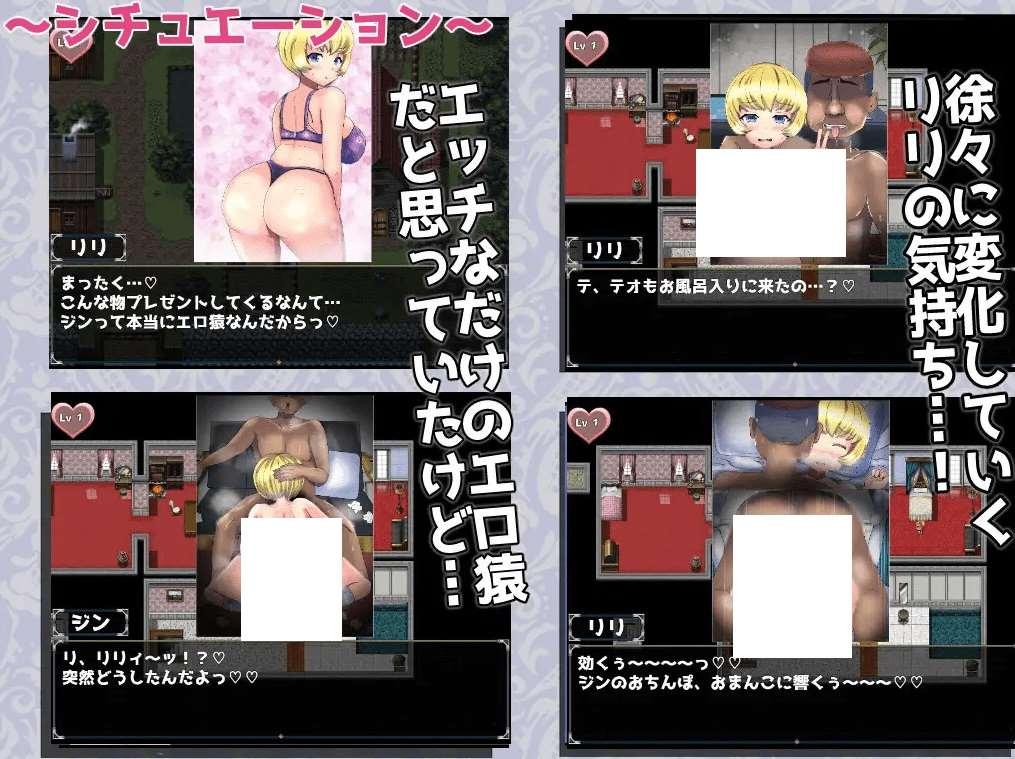 ～シチュエーション～
Lv 1
エッチなだけのエロ猿
だと思っていたけど…
リリ
まったく…♡
こんな物プレゼントしてくるなんて…
ジンって本当にエロ猿なんだからっ♡
Lv 1
徐々に変化していく
リリの気持ち……！
リリ
テ、テオもお風呂入りに来たの…？♡
Lv 1
ジン
リ、リリィ～ッ！？♡
突然どうしたんだよっ♡♡
Lv 1
リリ
効くぅ～～～～っ♡♡
ジンのおちんぽ、おまんこに響くぅ～～～♡♡